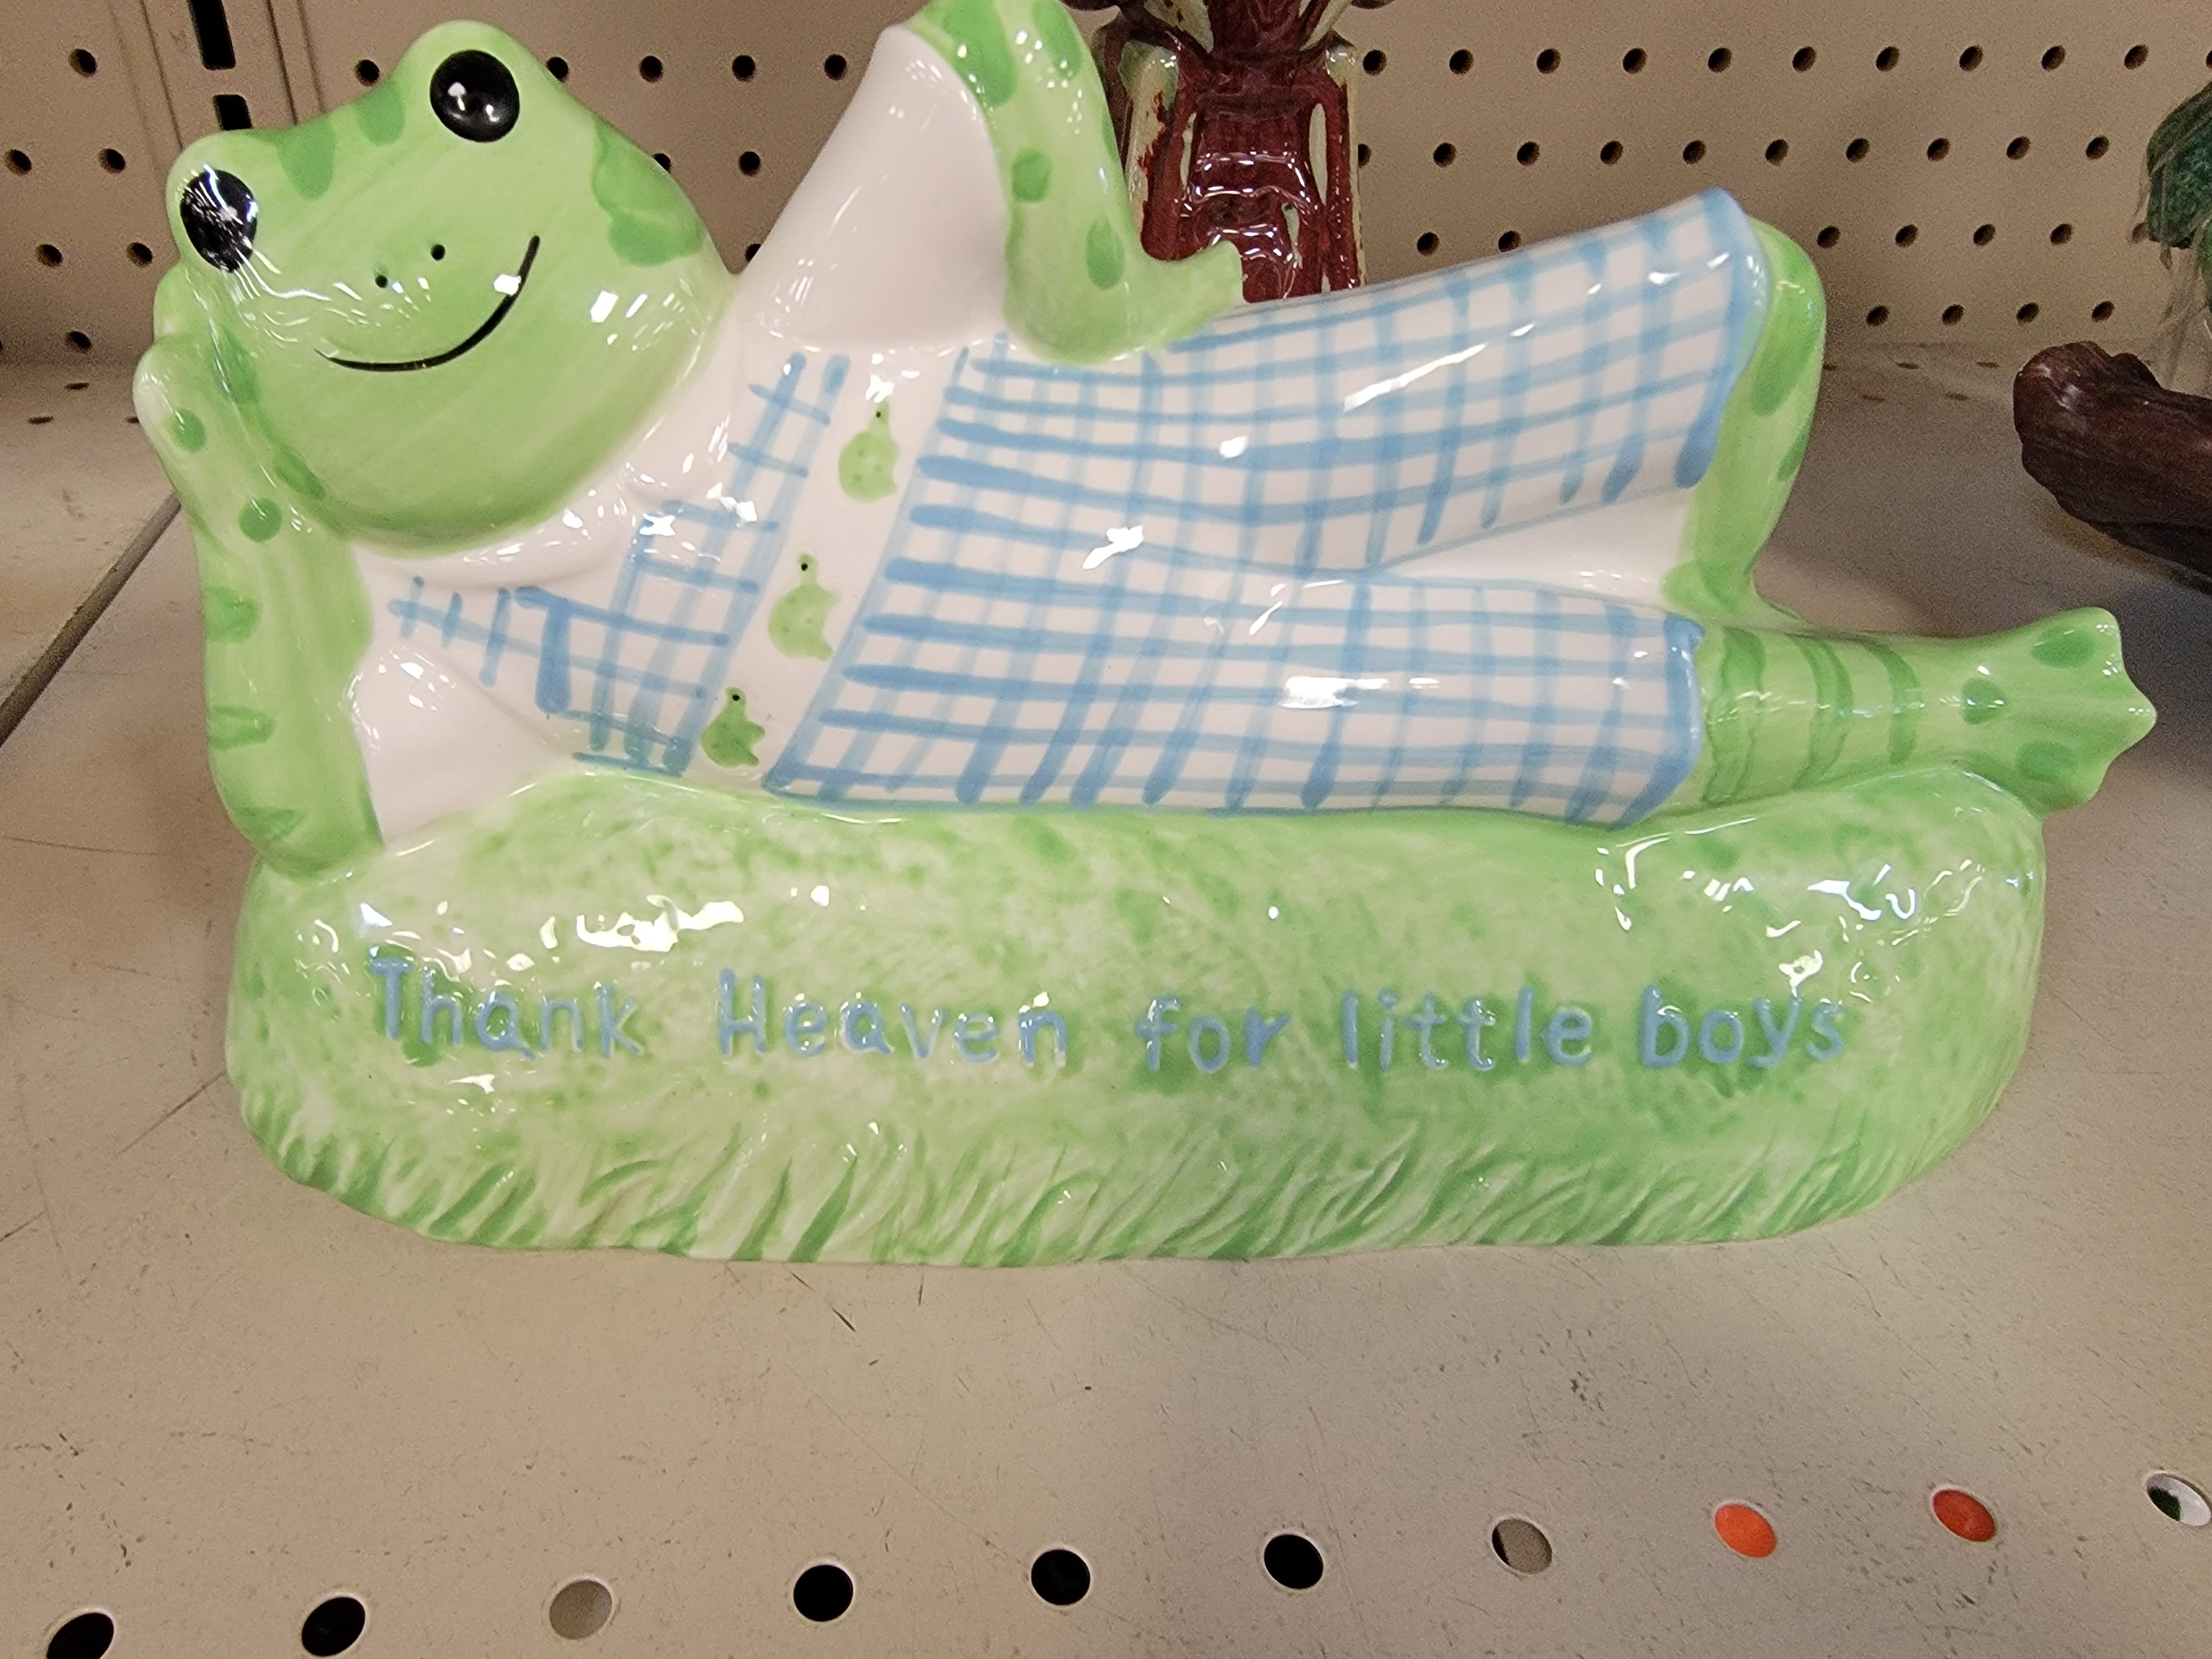 Thank Heaven for little boys